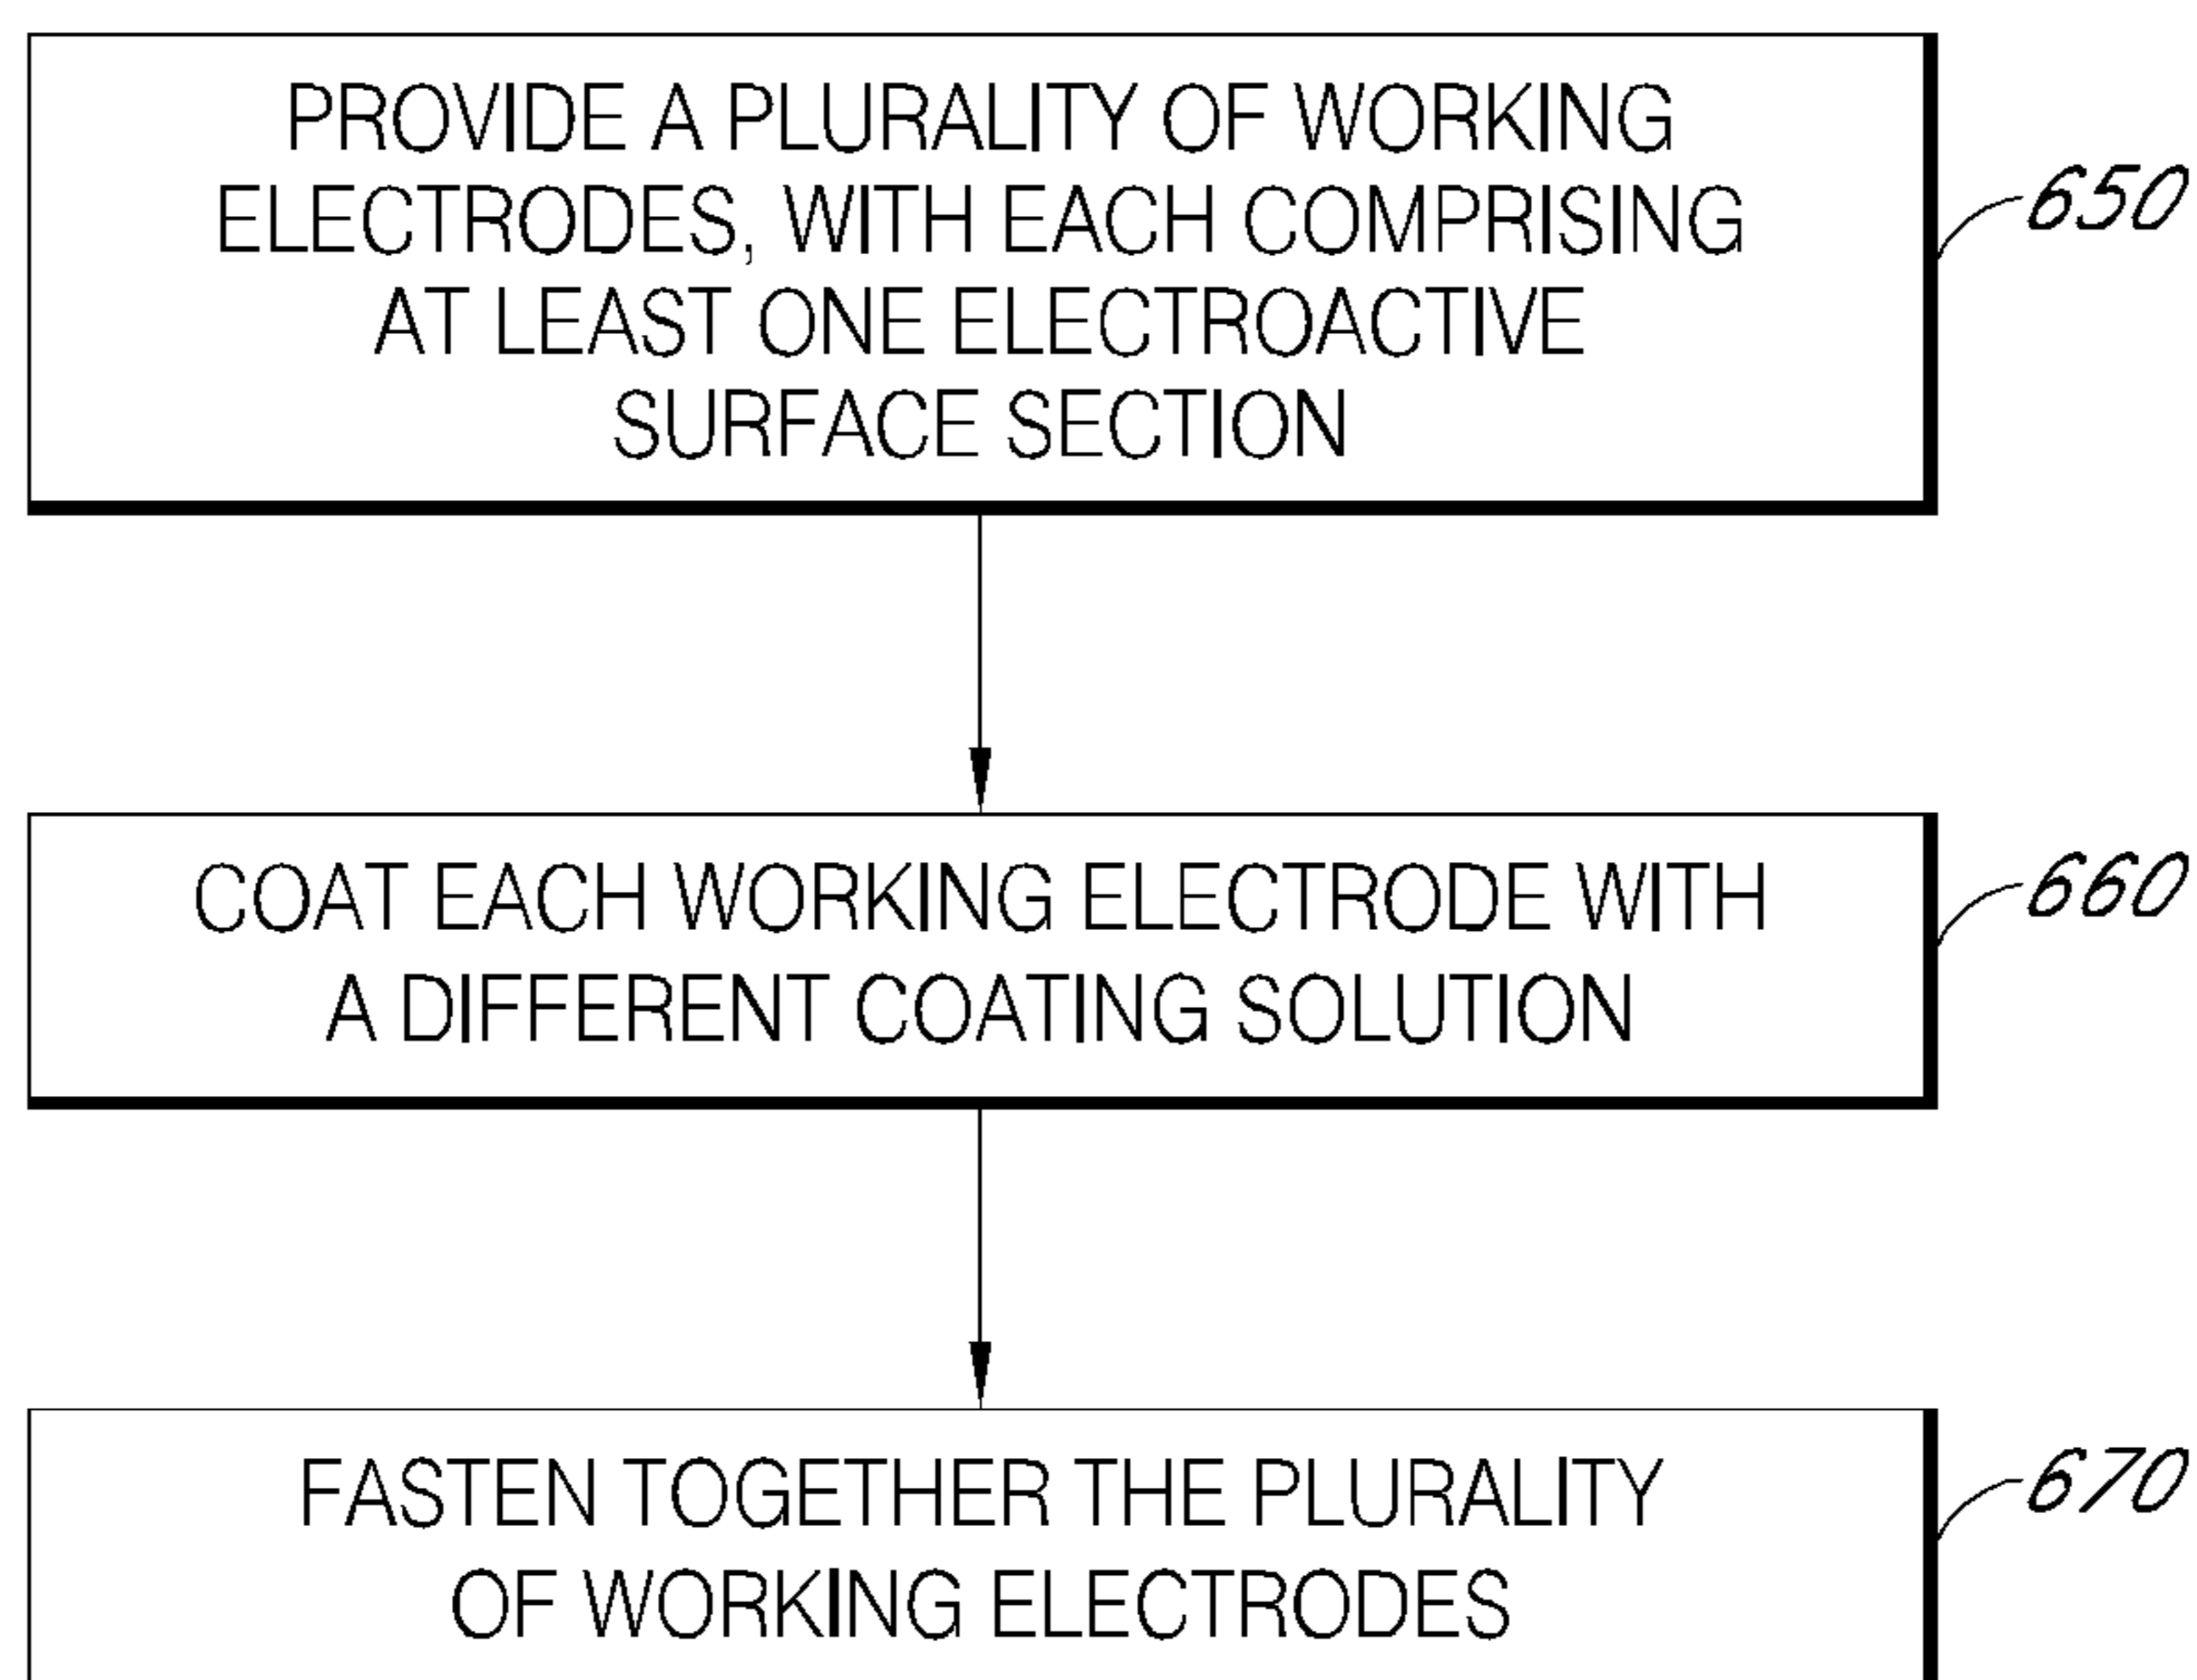 PROVIDE A PLURALITY OF WORKING
ELECTRODES, WITH EACH COMPRISING
AT LEAST ONE ELECTROACTIVE
SURFACE SECTION
650
COAT EACH WORKING ELECTRODE WITH
A DIFFERENT COATING SOLUTION
660
FASTEN TOGETHER THE PLURALITY
OF WORKING ELECTRODES
670